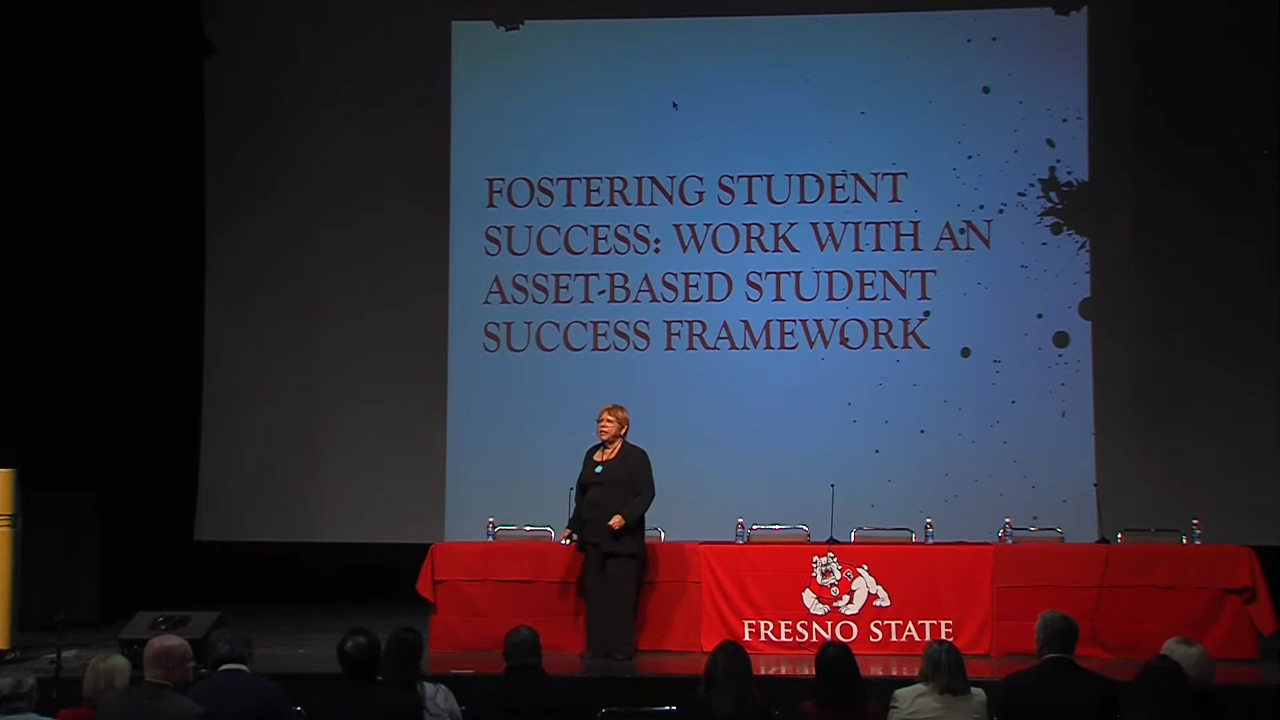 FOSTERING STUDENT
SUCCESS: WORK WITH AN
ASSET-BASED STUDENT
SUCCESS FRAMEWORK
FRESNO STATE